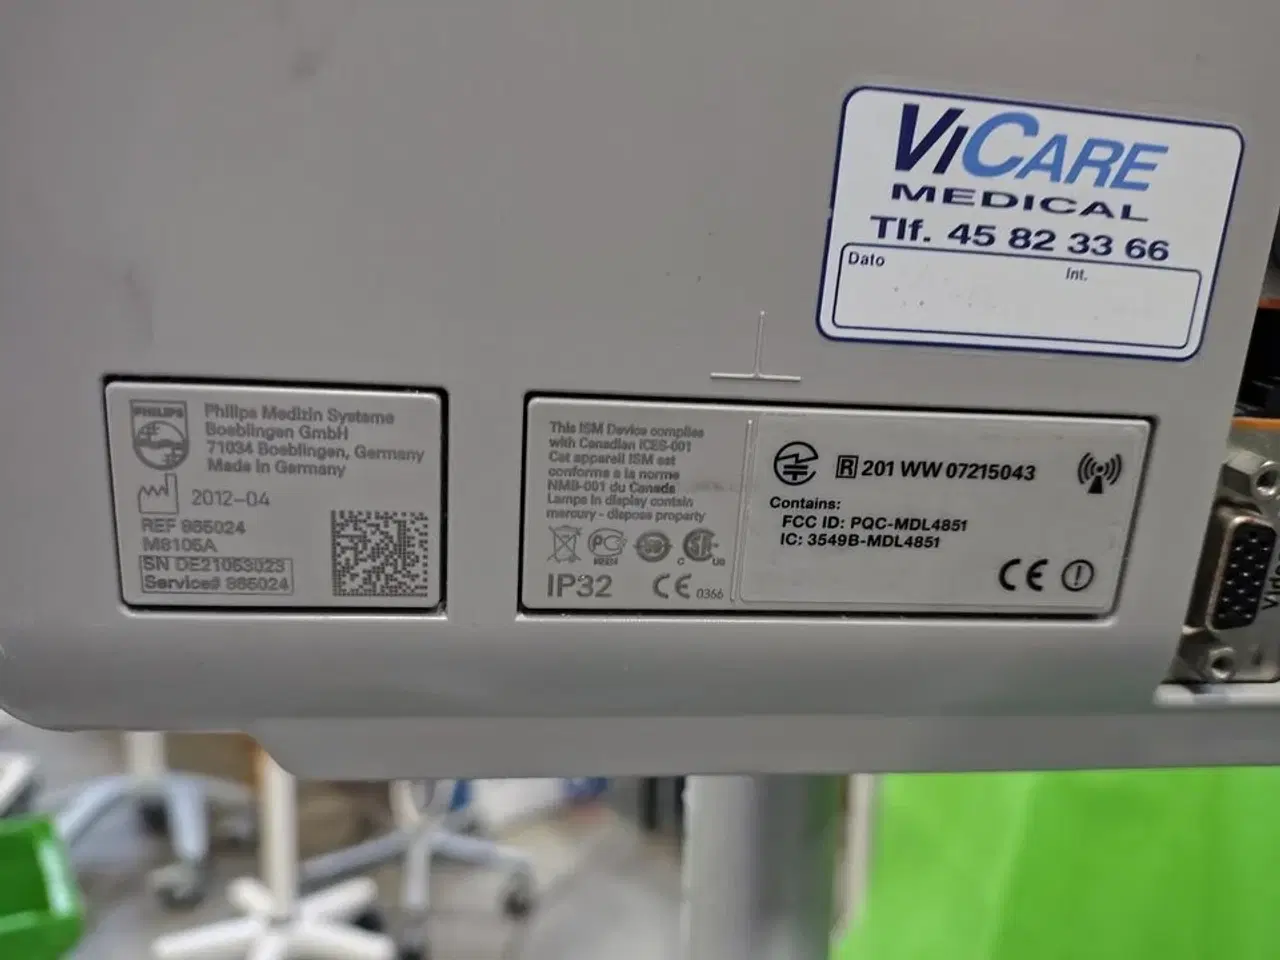 ViCARE
MEDICAL
Tlf. 45 82 33 66
Dato
Int.
PHILIPS
Philips Medizin Systeme
Boeblingen GmbH
71034 Boeblingen, Germany
Made in Germany
2012-04
REF 865024
M8105A
SN DE21053023
Service# 865024
This ISM Device complies
with Canadian ICES-001
Cet appareil ISM est
conforme a la norme
NMB-001 du Canada
Lamps in display contain
mercury - dispose properly
IP32
CE 0366
R 201 WW 07215043
Contains:
FCC ID: PQC-MDL4851
IC: 3549B-MDL4851
CE
Video